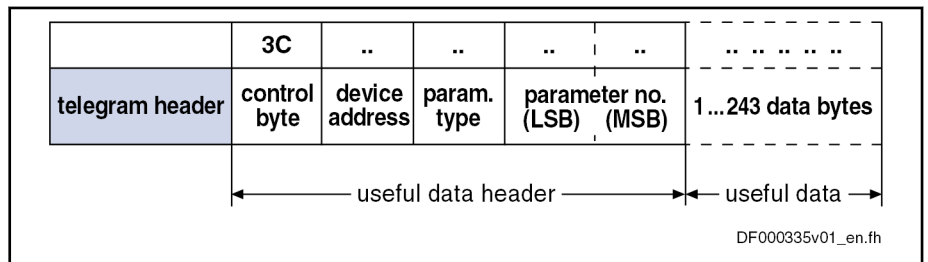 3C .. .. .. .. .. .. .. .. ..
telegram header
control byte
device address
param. type
parameter no. (LSB) (MSB)
1...243 data bytes
useful data header
useful data
DF000335v01_en.fh